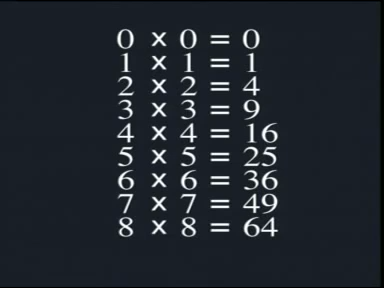 0 × 0 = 0
1 × 1 = 1
2 × 2 = 4
3 × 3 = 9
4 × 4 = 16
5 × 5 = 25
6 × 6 = 36
7 × 7 = 49
8 × 8 = 64